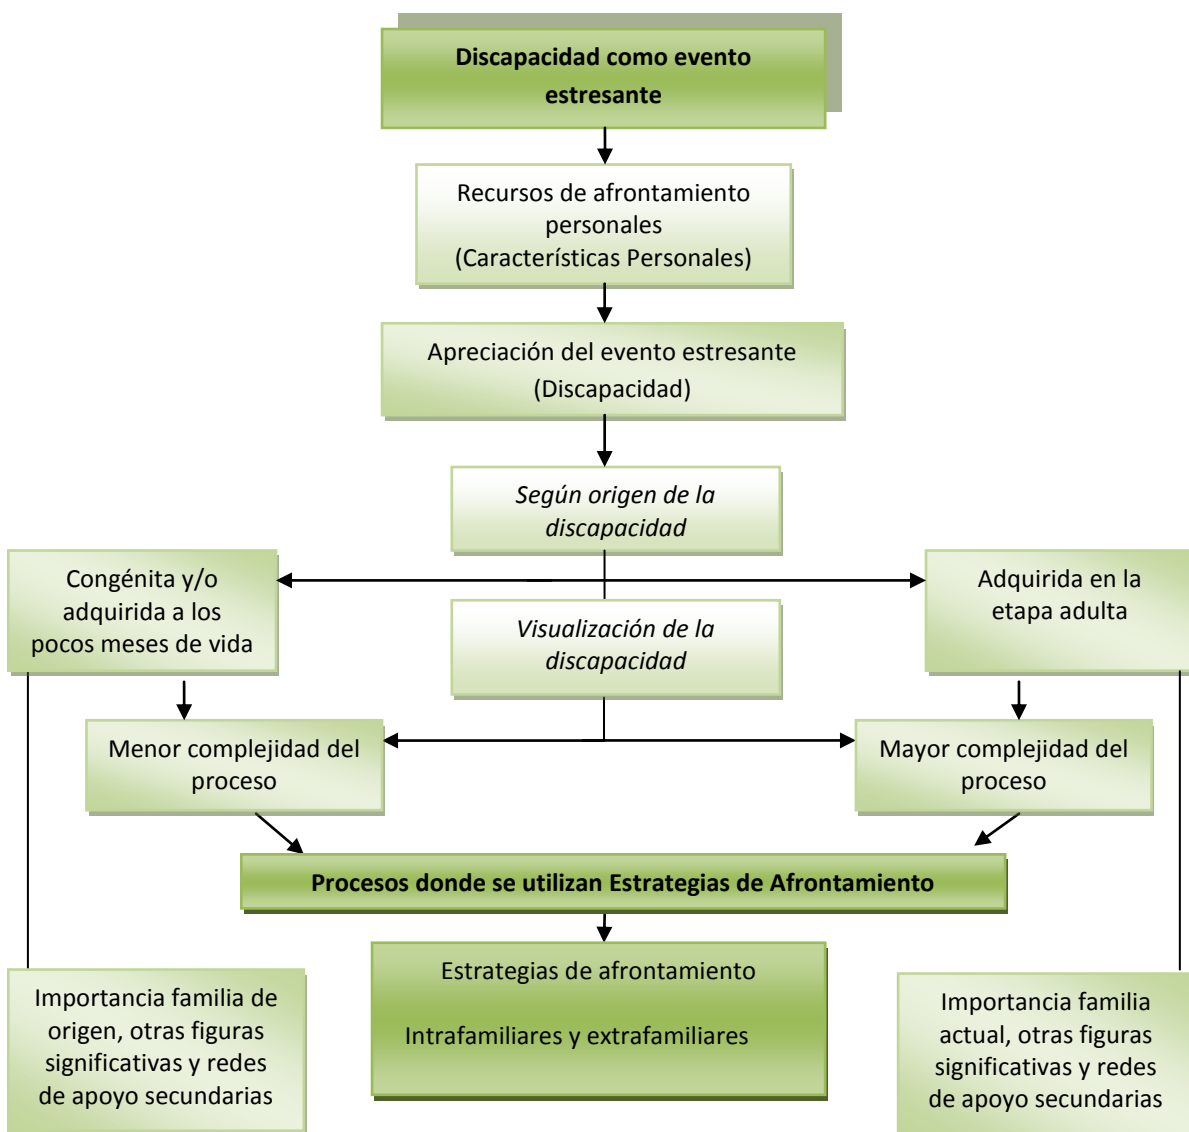 Discapacidad como evento
estresante
Recursos de afrontamiento
personales
(Características Personales)
Apreciación del evento estresante
(Discapacidad)
Según origen de la
discapacidad
Congénita y/o
adquirida a los
pocos meses de vida
Adquirida en la
etapa adulta
Visualización de la
discapacidad
Menor complejidad del
proceso
Mayor complejidad del
proceso
Procesos donde se utilizan Estrategias de Afrontamiento
Estrategias de afrontamiento
Intrafamiliares y extrafamiliares
Importancia familia de
origen, otras figuras
significativas y redes
de apoyo secundarias
Importancia familia
actual, otras figuras
significativas y redes
de apoyo secundarias